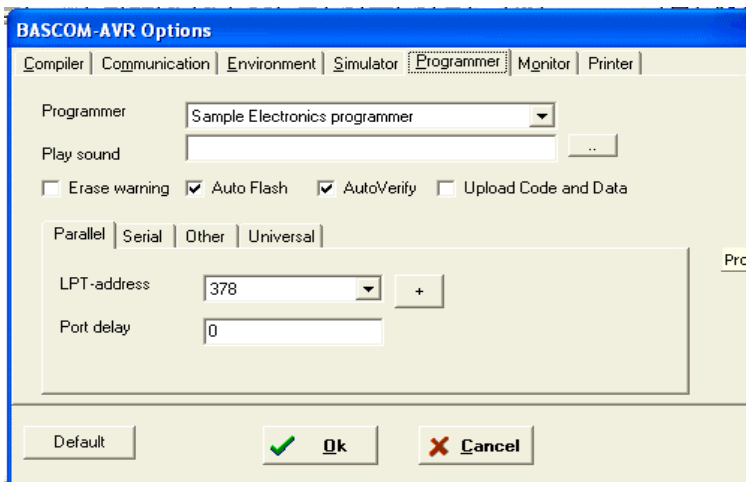 BASCOM-AVR Options
Compiler Communication Environment Simulator Programmer Monitor Printer
Programmer Sample Electronics programmer
Play sound ..
Erase warning Auto Flash AutoVerify Upload Code and Data
Parallel Serial Other Universal
Pro
LPT-address 378 +
Port delay 0
Default Ok Cancel